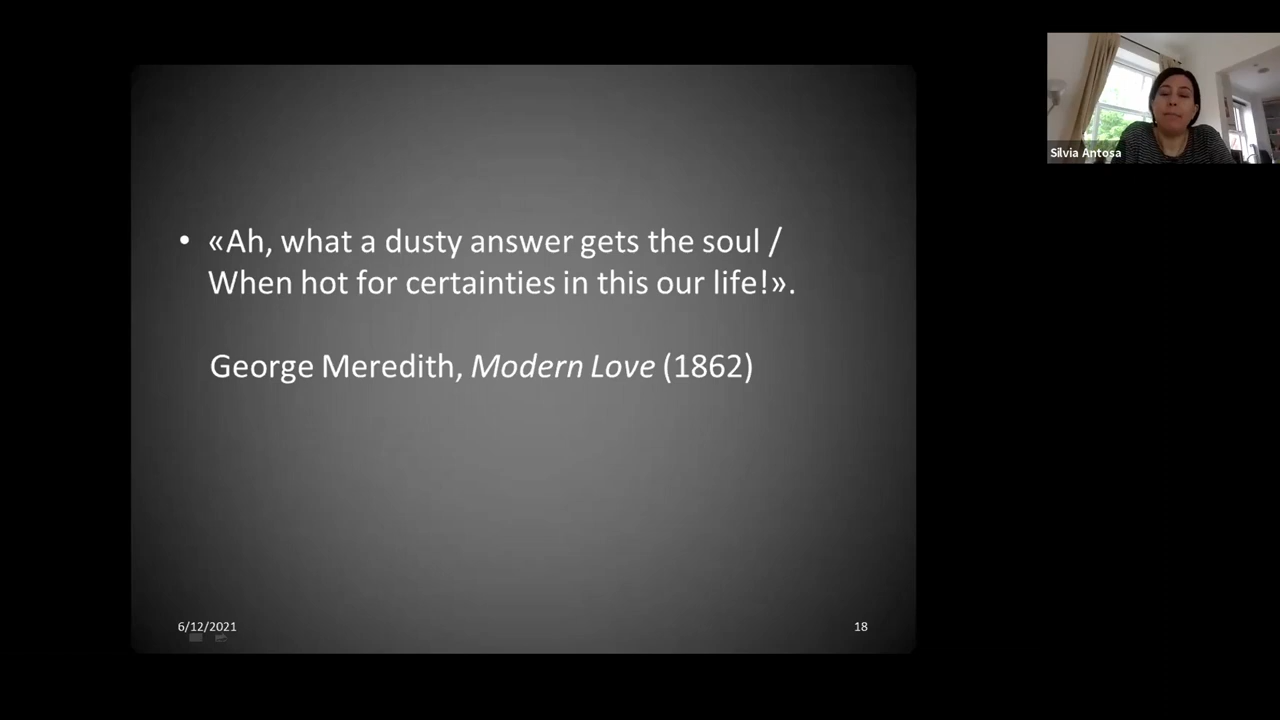 • «Ah, what a dusty answer gets the soul /
When hot for certainties in this our life!».
George Meredith, Modern Love (1862)
6/12/2021
18
Silvia Antosa